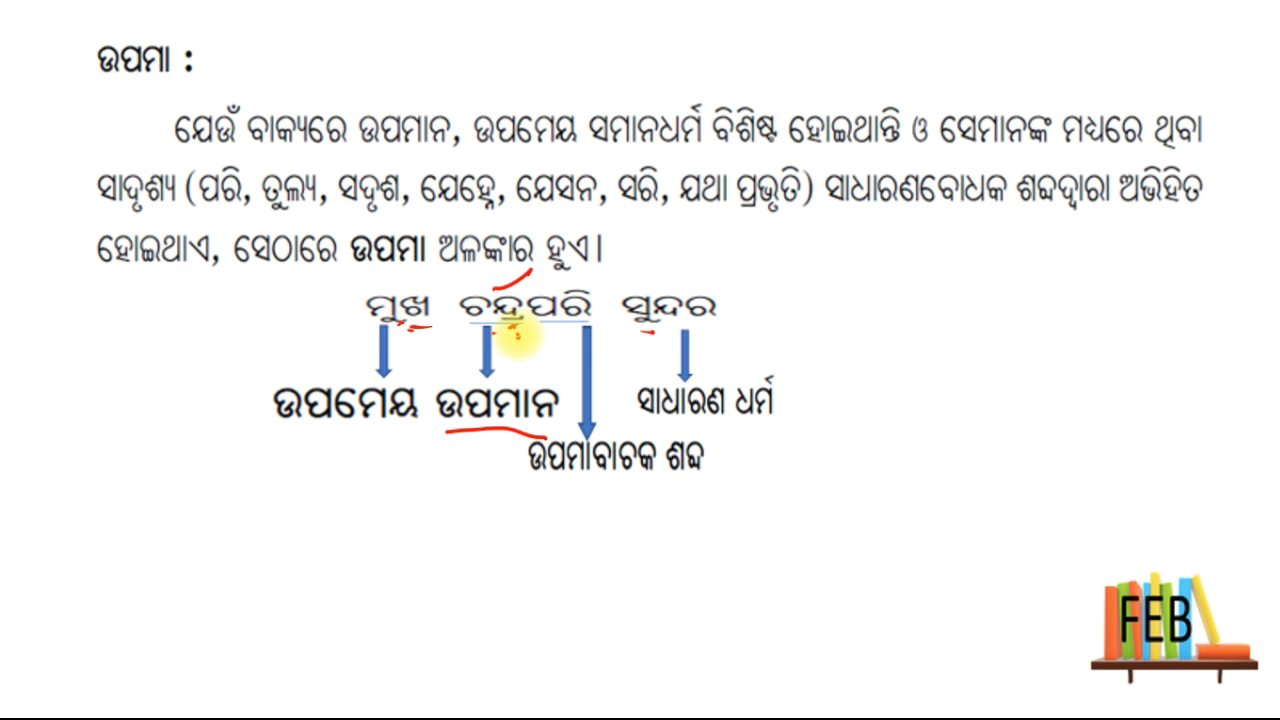 ଉପମା :
ଯେଉଁ ବାକ୍ୟରେ ଉପମାନ, ଉପମେୟ ସମାନଧର୍ମ ବିଶିଷ୍ଟ ହୋଇଥାନ୍ତି ଓ ସେମାନଙ୍କ ମଧ୍ୟରେ ଥିବା
ସାଦୃଶ୍ୟ (ପରି, ତୁଲ୍ୟ, ସଦୃଶ, ଯେହ୍ନେ, ଯେସନ, ସରି, ଯଥା ପ୍ରଭୃତି) ସାଧାରଣବୋଧକ ଶବ୍ଦଦ୍ୱାରା ଅଭିହିତ
ହୋଇଥାଏ, ସେଠାରେ ଉପମା ଅଳଙ୍କାର ହୁଏ।
ମୁଖ ଚନ୍ଦ୍ରପରି ସୁନ୍ଦର
ଉପମେୟ ଉପମାନ ସାଧାରଣ ଧର୍ମ
ଉପମାବାଚକ ଶବ୍ଦ
FEB